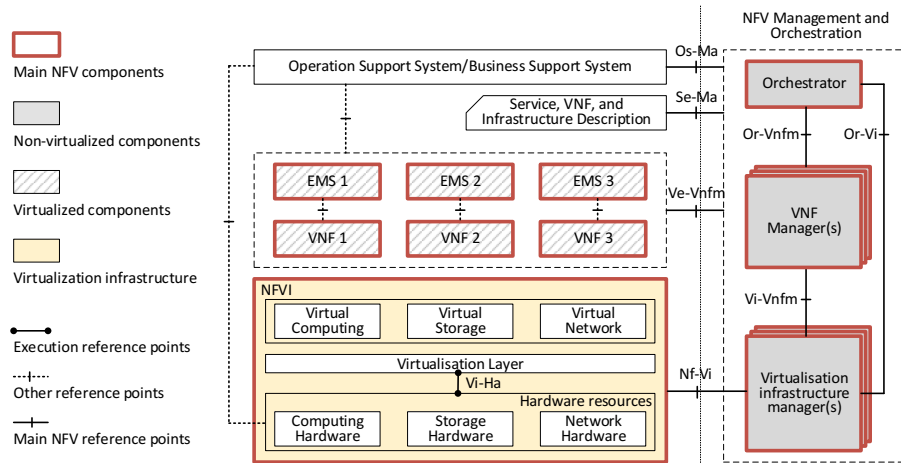 Main NFV components
Non-virtualized components
Virtualized components
Virtualization infrastructure
Execution reference points
Other reference points
Main NFV reference points
Operation Support System/Business Support System
Service, VNF, and
Infrastructure Description
EMS 1
EMS 2
EMS 3
VNF 1
VNF 2
VNF 3
NFVI
Virtual
Computing
Virtual
Storage
Virtual
Network
Virtualisation Layer
Vi-Ha
Hardware resources
Computing
Hardware
Storage
Hardware
Network
Hardware
Os-Ma
Se-Ma
Ve-Vnfm
Nf-Vi
NFV Management and
Orchestration
Orchestrator
Or-Vnfm
Or-Vi
VNF
Manager(s)
Vi-Vnfm
Virtualisation
infrastructure
manager(s)